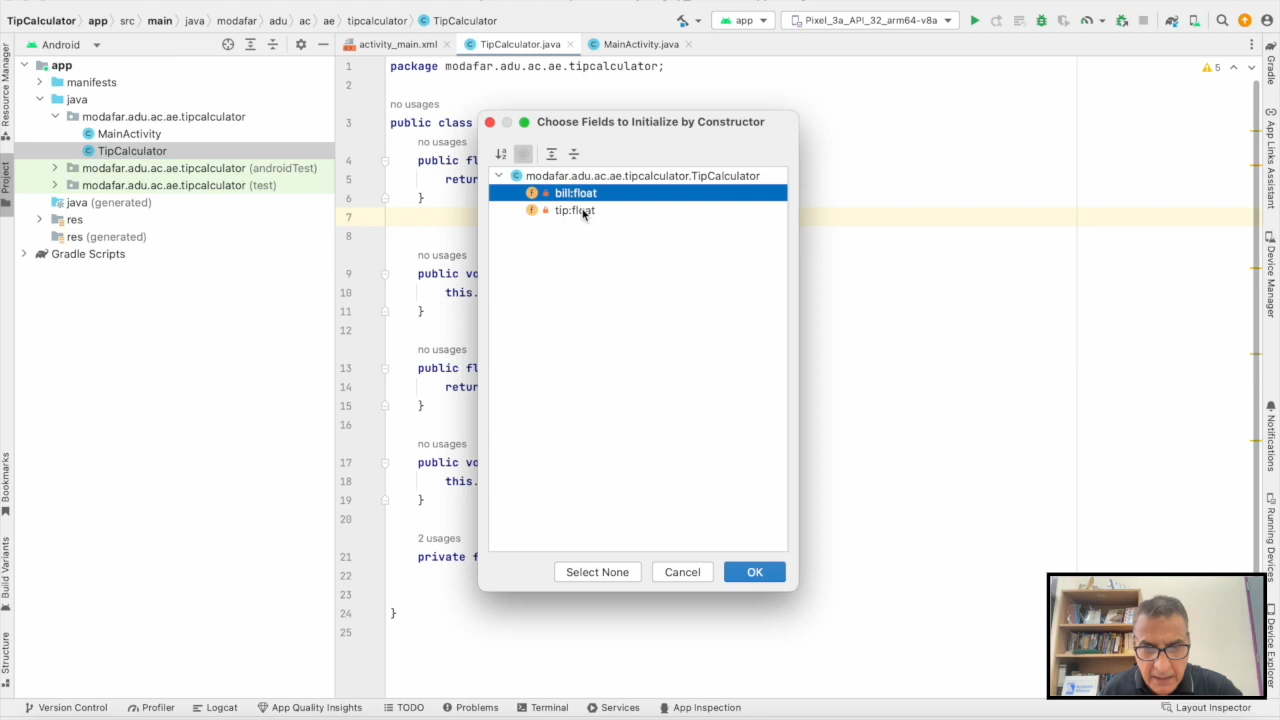 TipCalculator app src main java modafar adu ac ae tipcalculator TipCalculator app Pixel_3a_API_32_arm64-v8a
Android activity_main.xml TipCalculator.java MainActivity.java
app
manifests
java
modafar.adu.ac.ae.tipcalculator
MainActivity
TipCalculator
modafar.adu.ac.ae.tipcalculator (androidTest)
modafar.adu.ac.ae.tipcalculator (test)
java (generated)
res
res (generated)
Gradle Scripts
Resource Manager
Project
Bookmarks
Build Variants
Structure
1 package modafar.adu.ac.ae.tipcalculator; 5
2
no usages
3 public class
no usages
4 public fl
5 retur
6 }
7
8
no usages
9 public vo
10 this.
11 }
12
no usages
13 public fl
14 retur
15 }
16
no usages
17 public vo
18 this.
19 }
20
2 usages
21 private f
22
23
24 }
25
Choose Fields to Initialize by Constructor
modafar.adu.ac.ae.tipcalculator.TipCalculator
bill:float
tip:float
Select None Cancel OK
Gradle
App Links Assistant
Device Manager
Notifications
Running Devices
Device Explorer
Version Control Profiler Logcat App Quality Insights TODO Problems Terminal Services App Inspection Layout Inspector